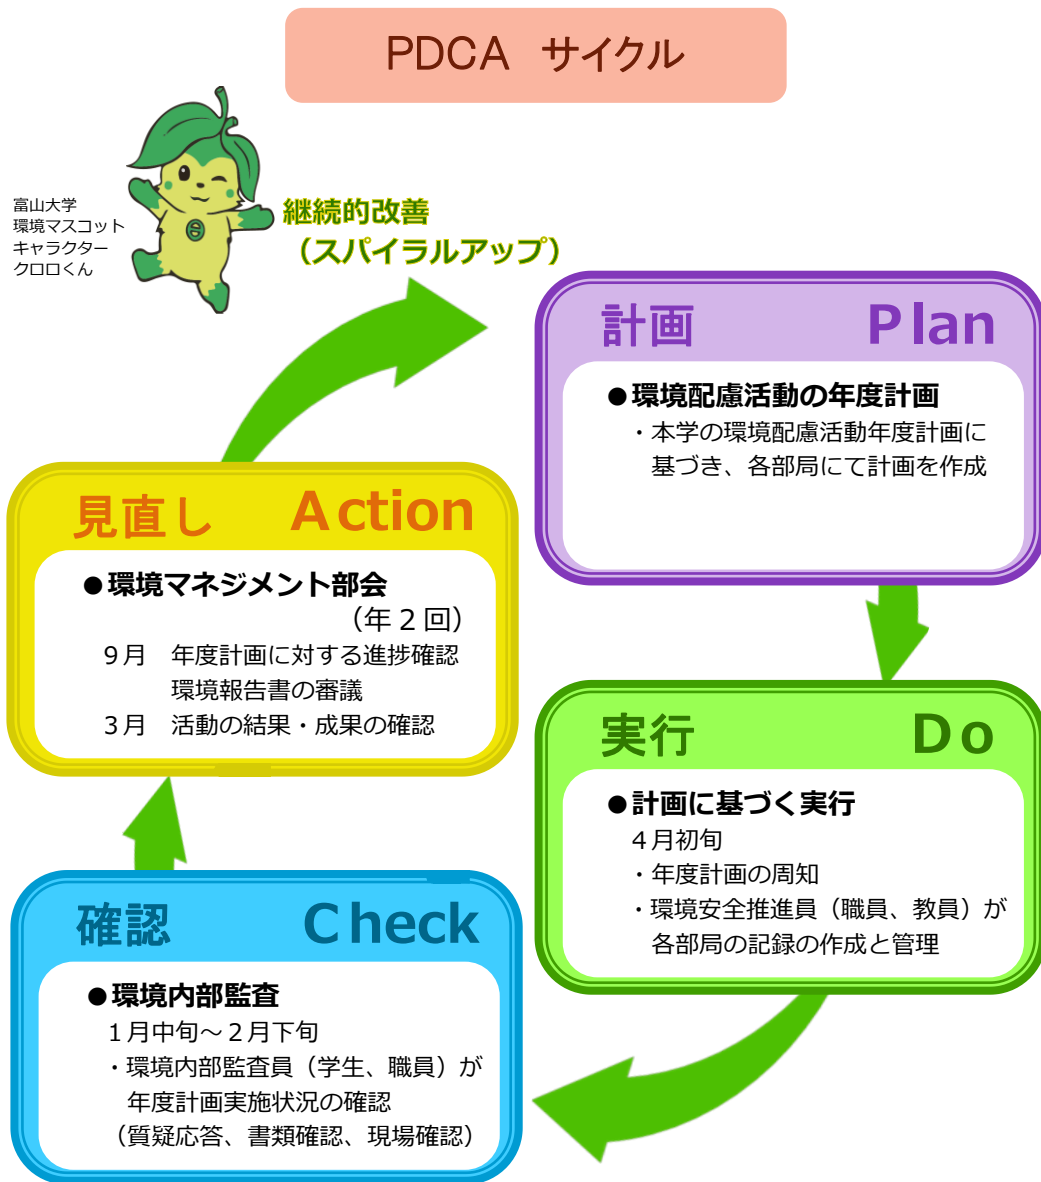 PDCA　サイクル
富山大学
環境マスコット
キャラクター
クロロくん
継続的改善
（スパイラルアップ）
計画　Plan
●環境配慮活動の年度計画
・本学の環境配慮活動年度計画に
基づき、各部局にて計画を作成
実行　Do
●計画に基づく実行
４月初旬
・年度計画の周知
・環境安全推進員（職員、教員）が
各部局の記録の作成と管理
確認　Check
●環境内部監査
１月中旬～２月下旬
・環境内部監査員（学生、職員）が
年度計画実施状況の確認
（質疑応答、書類確認、現場確認）
見直し　Action
●環境マネジメント部会
（年２回）
９月　年度計画に対する進捗確認
環境報告書の審議
３月　活動の結果・成果の確認